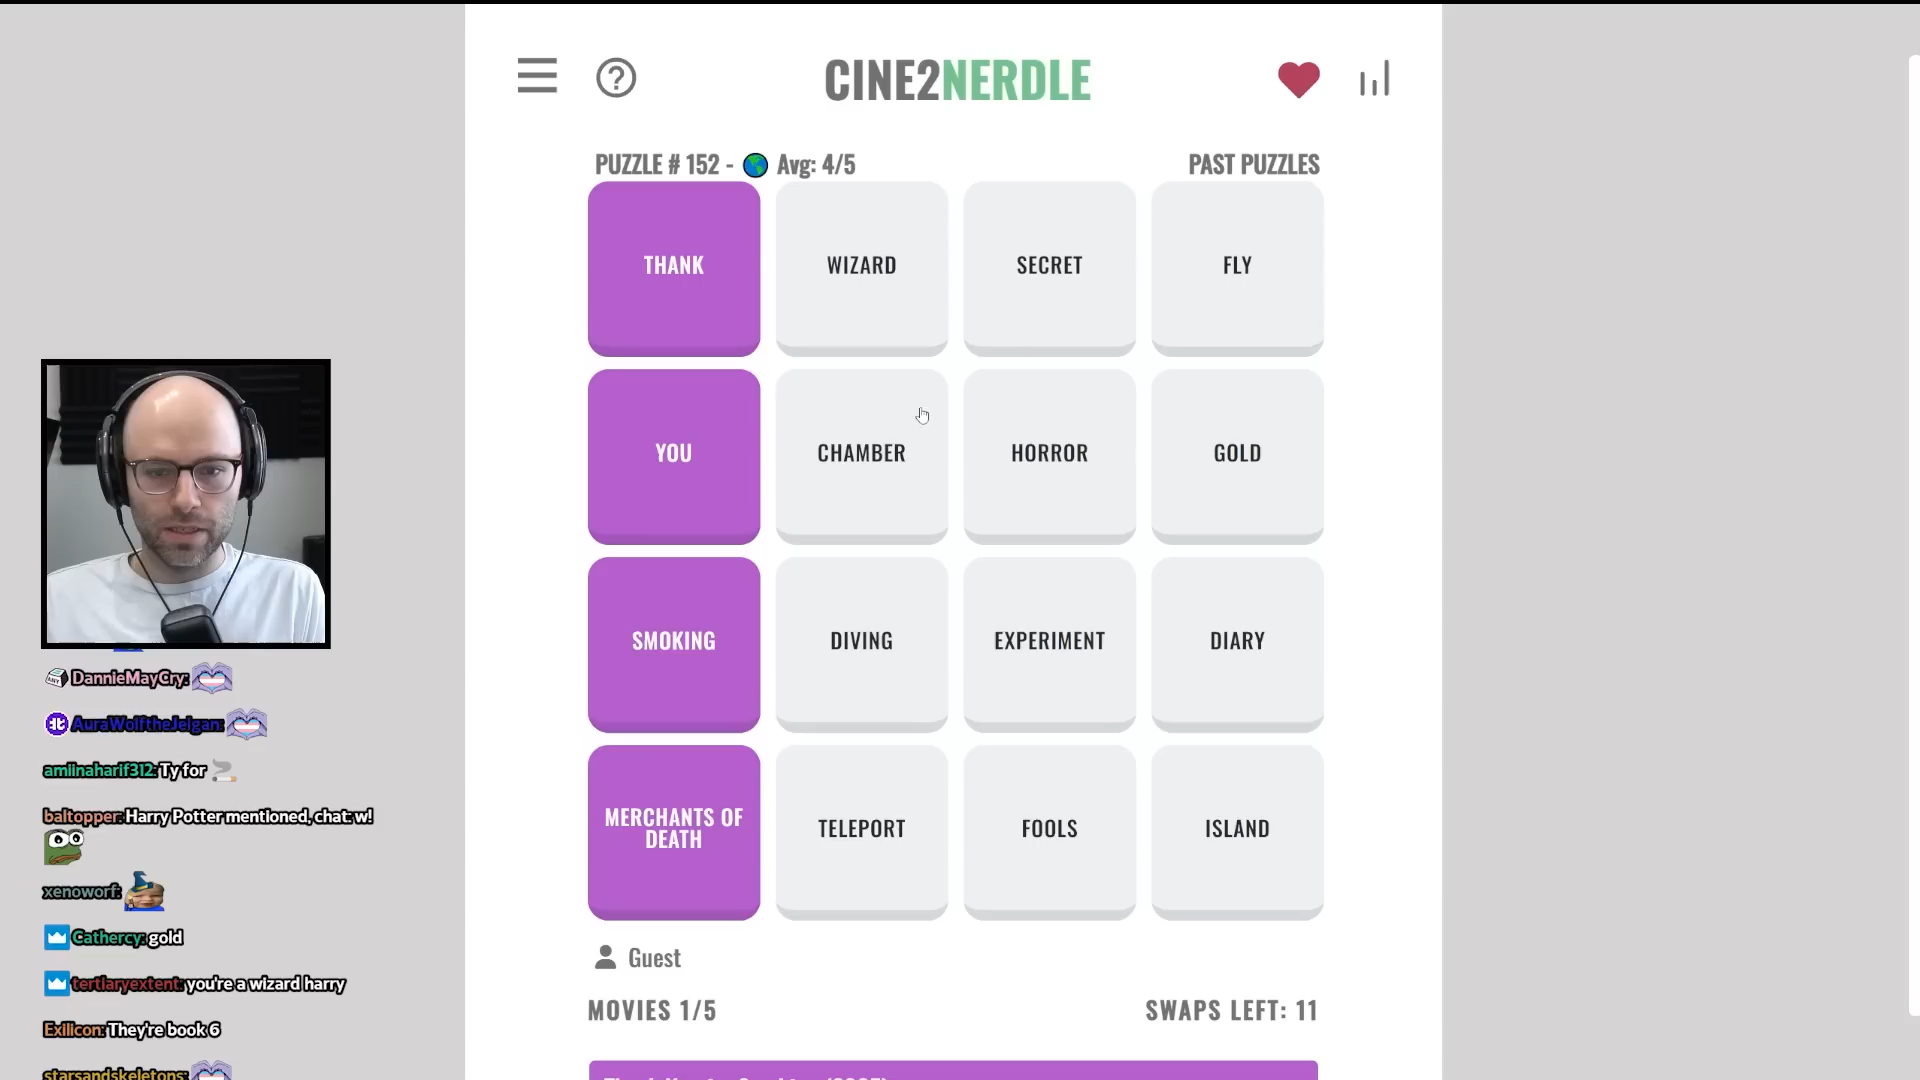 CINE2NERDLE
PUZZLE # 152 - 🌎 Avg: 4/5
PAST PUZZLES
THANK
WIZARD
SECRET
FLY
YOU
CHAMBER
HORROR
GOLD
SMOKING
DIVING
EXPERIMENT
DIARY
MERCHANTS OF
DEATH
TELEPORT
FOOLS
ISLAND
Guest
MOVIES 1/5
SWAPS LEFT: 11
DannieMayCry:
AuraWolftheJelgan:
amlinaharif312: Ty for
baltopper: Harry Potter mentioned, chat: w!
xenoworf:
Cathercy: gold
tertiaryextent: you're a wizard harry
Exilicon: They're book 6
starsandskeletons: